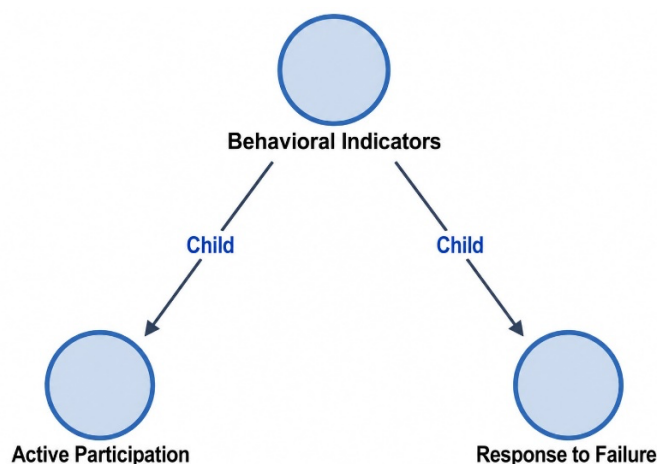 Behavioral Indicators
Child
Child
Active Participation
Response to Failure